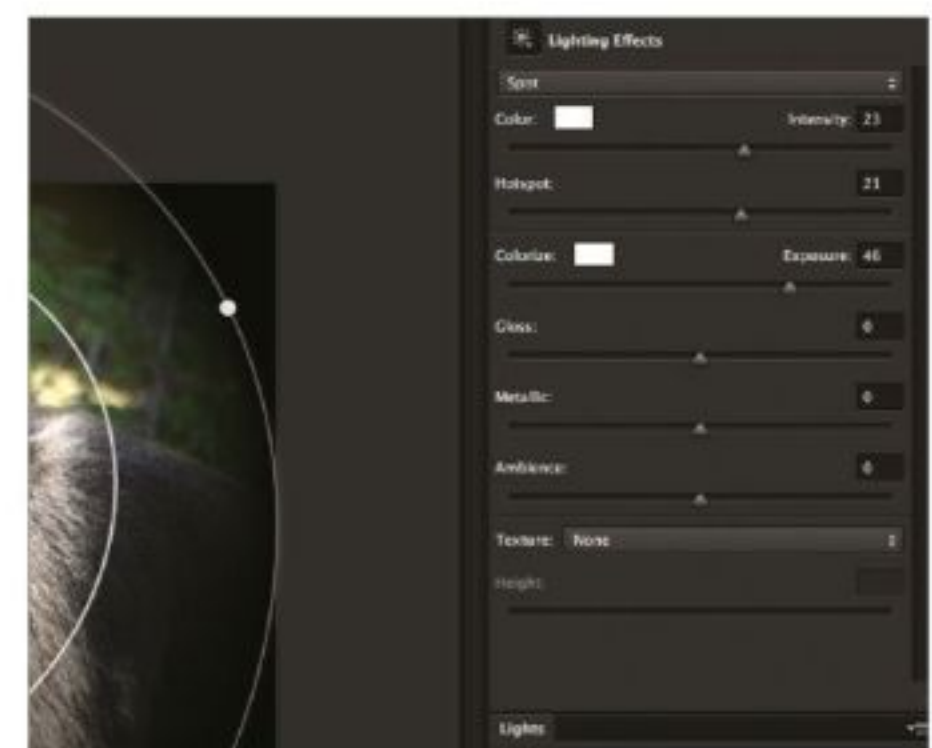 Lighting Effects
Spot
Color: Intensity: 23
Hotspot: 21
Colorize: Exposure: 46
Gloss: 0
Metallic: 0
Ambience: 0
Texture: None
Height:
Lights